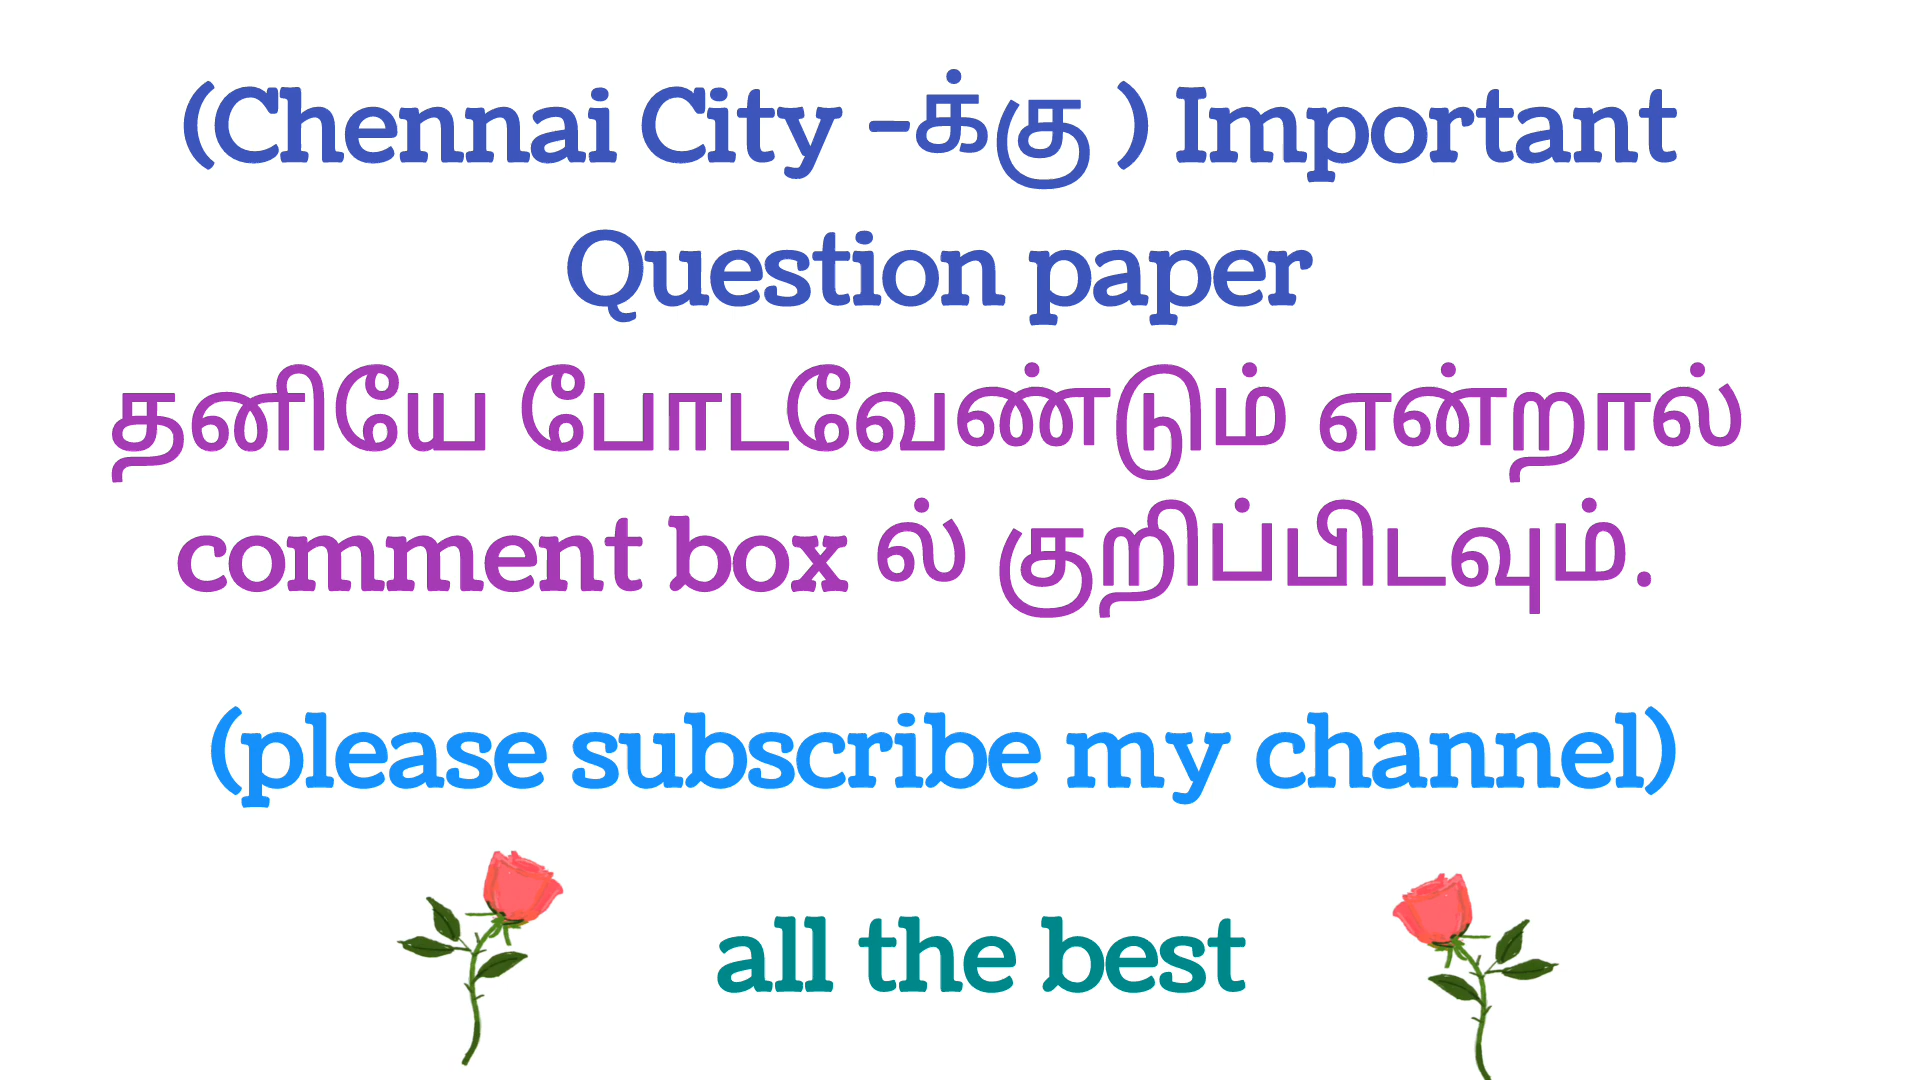 (Chennai City -க்கு ) Important
Question paper
தனியே போடவேண்டும் என்றால்
comment box ல் குறிப்பிடவும்.
(please subscribe my channel)
all the best